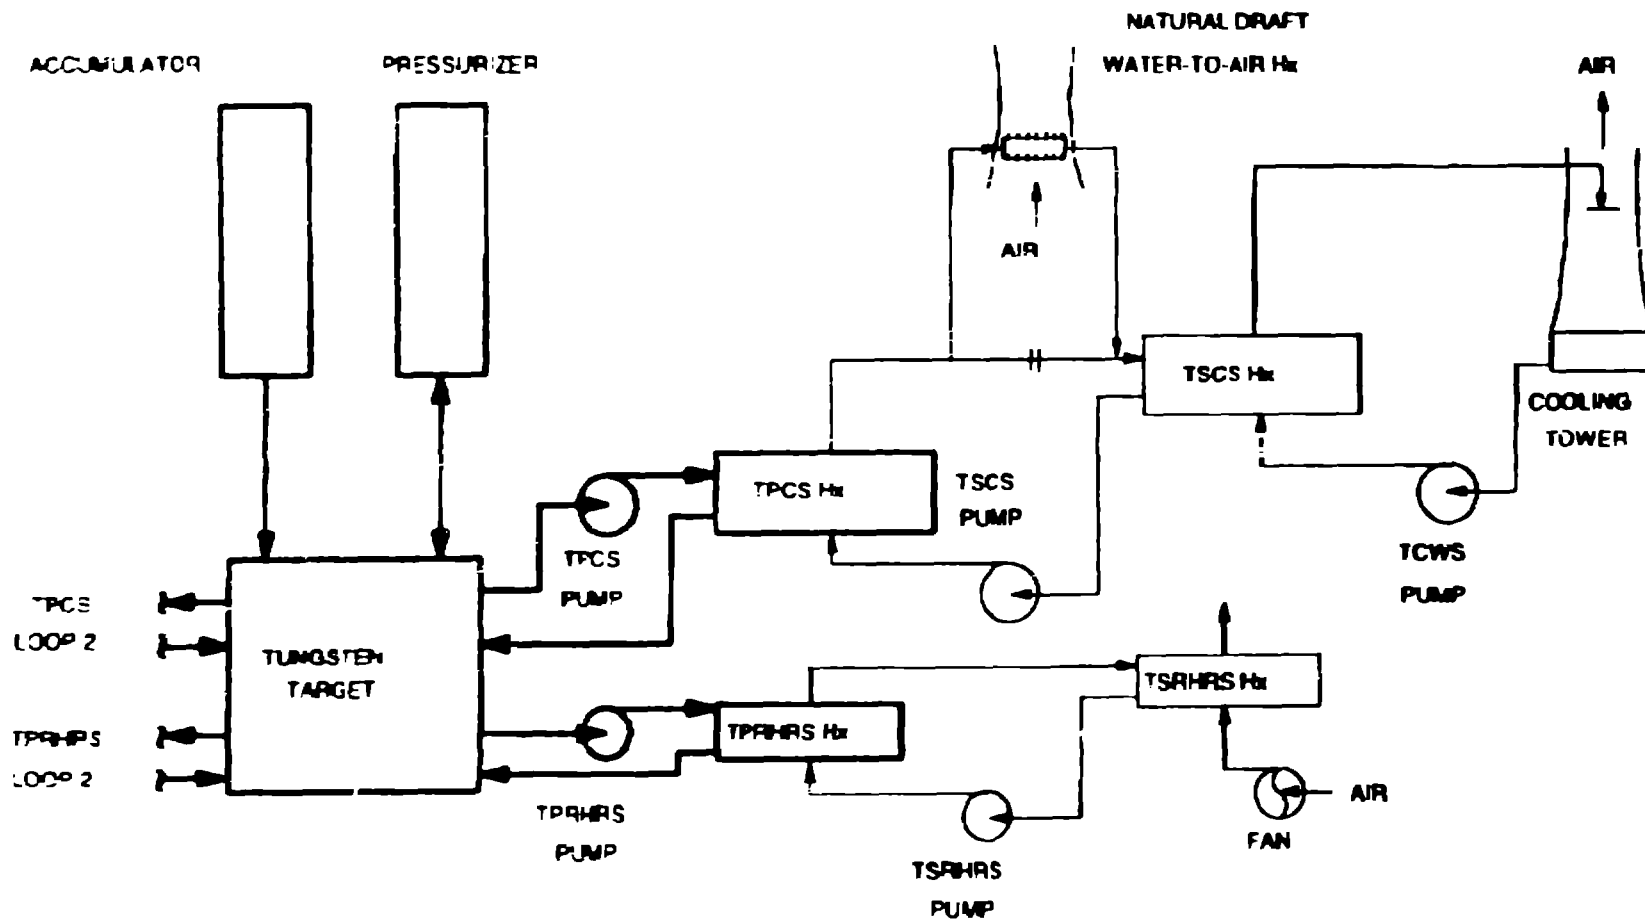 NATURAL DRAFT
WATER-TO-AIR Hx
ACCUMULATOR
PRESSURIZER
AIR
AIR
TSCS Hx
COOLING
TOWER
TPCS Hx
TSCS
PUMP
TPCS
PUMP
TCWS
PUMP
TPCS
LOOP 2
TUNGSTEN
TARGET
TSRHRS Hx
TPRHRS
LOOP 2
TPRHRS Hx
TPRHRS
PUMP
AIR
FAN
TSRHRS
PUMP